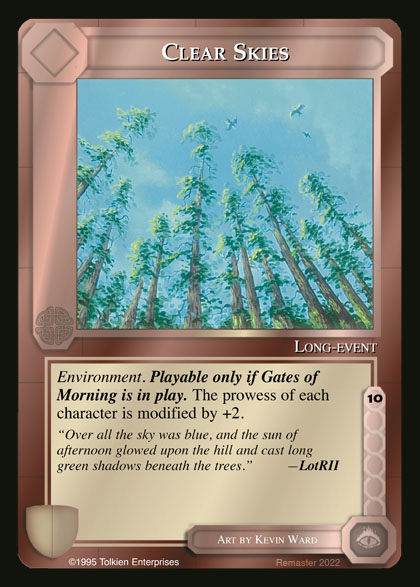 Clear Skies
Long-event
Environment. Playable only if Gates of
Morning is in play. The prowess of each
character is modified by +2.
10
“Over all the sky was blue, and the sun of
afternoon glowed upon the hill and cast long
green shadows beneath the trees.” —LotRII
Art by Kevin Ward
©1995 Tolkien Enterprises Remaster 2022